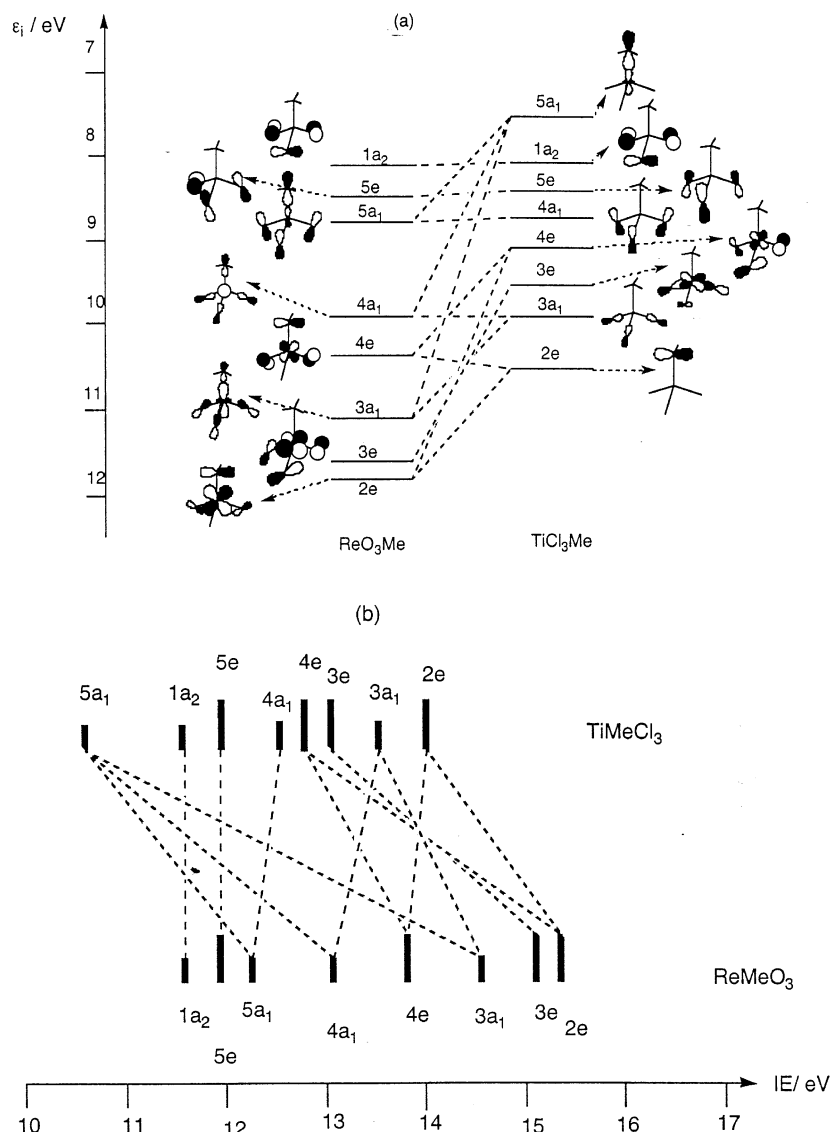 (a)
εᵢ / eV
7
8
9
10
11
12
1a₂
5e
5a₁
4a₁
4e
3a₁
3e
2e
ReO₃Me
5a₁
1a₂
5e
4a₁
4e
3e
3a₁
2e
TiCl₃Me
(b)
5a₁ 1a₂ 5e 4a₁ 4e 3e 3a₁ 2e
TiMeCl₃
ReMeO₃
1a₂ 5e 5a₁ 4a₁ 4e 3a₁ 3e 2e
IE/ eV
10 11 12 13 14 15 16 17